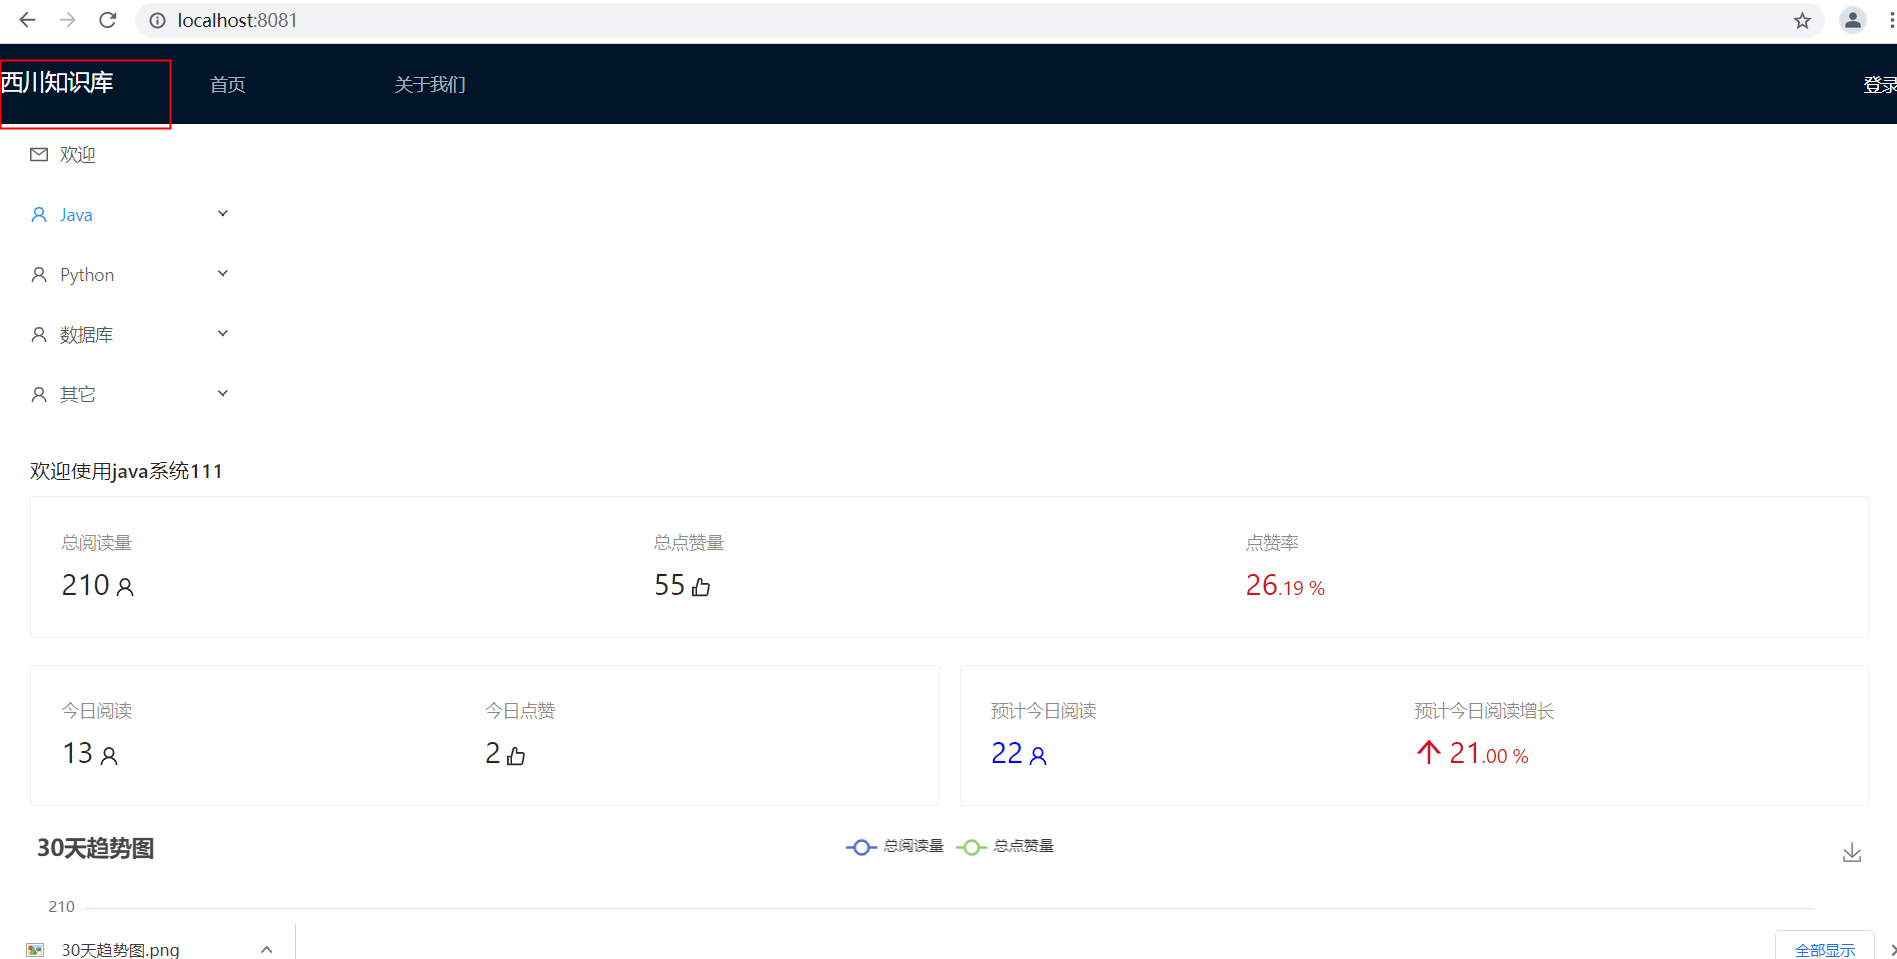 localhost:8081
西川知识库 首页 关于我们 登录
欢迎
Java
Python
数据库
其它
欢迎使用java系统111
总阅读量 总点赞量 点赞率
210 55 26.19 %
今日阅读 今日点赞 预计今日阅读 预计今日阅读增长
13 2 22 21.00 %
30天趋势图 总阅读量 总点赞量
210
30天趋势图.png 全部显示